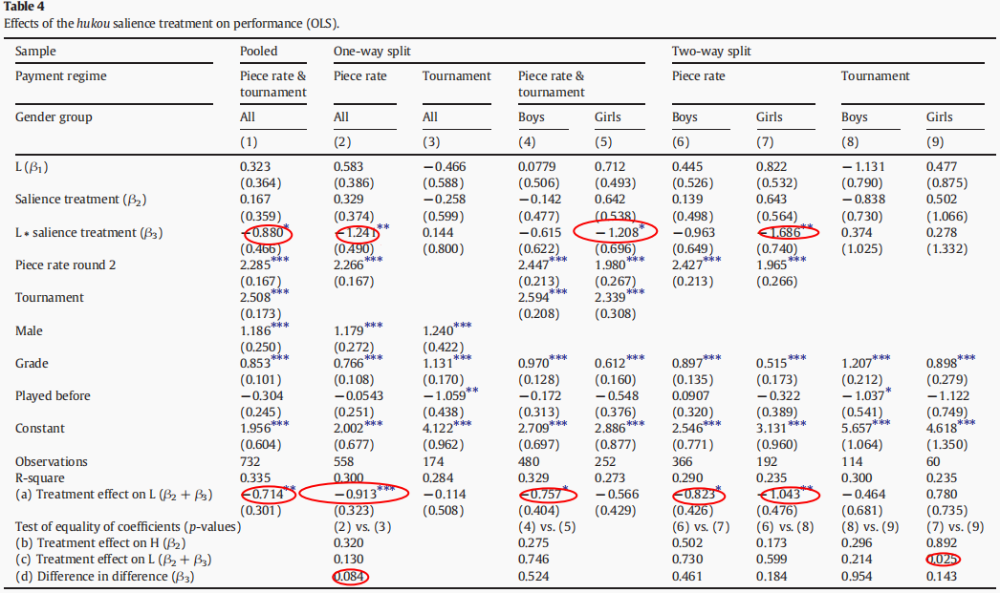 Table 4
Effects of the hukou salience treatment on performance (OLS).
Sample Pooled One-way split Two-way split
Payment regime Piece rate & Piece rate Tournament Piece rate & Piece rate Tournament
tournament tournament
Gender group All All All Boys Girls Boys Girls Boys Girls
(1) (2) (3) (4) (5) (6) (7) (8) (9)
L (β1) 0.323 0.583 −0.466 0.0779 0.712 0.445 0.822 −1.131 0.477
(0.364) (0.386) (0.588) (0.506) (0.493) (0.526) (0.532) (0.790) (0.875)
Salience treatment (β2) 0.167 0.329 −0.258 −0.142 0.642 0.139 0.643 −0.838 0.502
(0.359) (0.374) (0.599) (0.477) (0.538) (0.498) (0.564) (0.730) (1.066)
L∗ salience treatment (β3) −0.880* −1.241** 0.144 −0.615 −1.208* −0.963 −1.686** 0.374 0.278
(0.466) (0.490) (0.800) (0.622) (0.696) (0.649) (0.740) (1.025) (1.332)
Piece rate round 2 2.285*** 2.266*** 2.447*** 1.980*** 2.427*** 1.965***
(0.167) (0.167) (0.213) (0.267) (0.213) (0.266)
Tournament 2.508*** 2.594*** 2.339***
(0.173) (0.208) (0.308)
Male 1.186*** 1.179*** 1.240***
(0.250) (0.272) (0.422)
Grade 0.853*** 0.766*** 1.131*** 0.970*** 0.612*** 0.897*** 0.515*** 1.207*** 0.898***
(0.101) (0.108) (0.170) (0.128) (0.160) (0.135) (0.173) (0.212) (0.279)
Played before −0.304 −0.0543 −1.059** −0.172 −0.548 0.0907 −0.322 −1.037* −1.122
(0.245) (0.251) (0.438) (0.313) (0.376) (0.320) (0.389) (0.541) (0.749)
Constant 1.956*** 2.002*** 4.122*** 2.709*** 2.886*** 2.546*** 3.131*** 5.657*** 4.618***
(0.604) (0.677) (0.962) (0.697) (0.877) (0.771) (0.960) (1.064) (1.350)
Observations 732 558 174 480 252 366 192 114 60
R-square 0.335 0.300 0.284 0.329 0.273 0.290 0.235 0.300 0.235
(a) Treatment effect on L (β2 + β3) −0.714** −0.913*** −0.114 −0.757* −0.566 −0.823* −1.043** −0.464 0.780
(0.301) (0.323) (0.508) (0.404) (0.429) (0.426) (0.476) (0.681) (0.735)
Test of equality of coefficients (p-values) (2) vs. (3) (4) vs. (5) (6) vs. (7) (6) vs. (8) (8) vs. (9) (7) vs. (9)
(b) Treatment effect on H (β2) 0.320 0.275 0.502 0.173 0.296 0.892
(c) Treatment effect on L (β2 + β3) 0.130 0.746 0.730 0.599 0.214 0.025
(d) Difference in difference (β3) 0.084 0.524 0.461 0.184 0.954 0.143